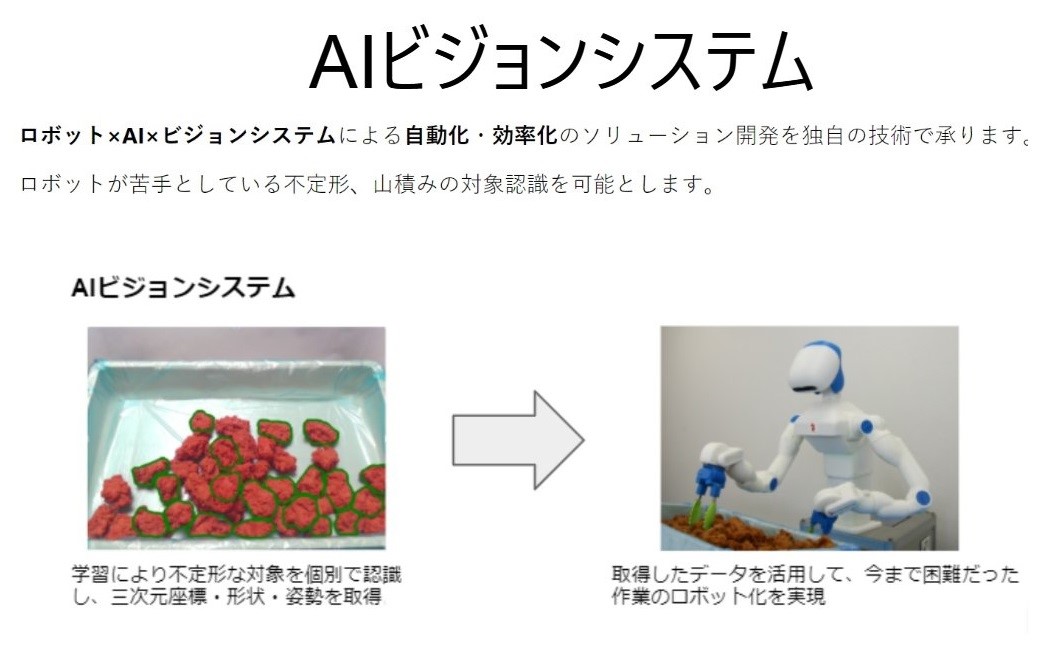 AIビジョンシステム
ロボット×AI×ビジョンシステムによる自動化・効率化のソリューション開発を独自の技術で承ります。
ロボットが苦手としている不定形、山積みの対象認識を可能とします。
AIビジョンシステム
学習により不定形な対象を個別で認識
し、三次元座標・形状・姿勢を取得
取得したデータを活用して、今まで困難だった
作業のロボット化を実現